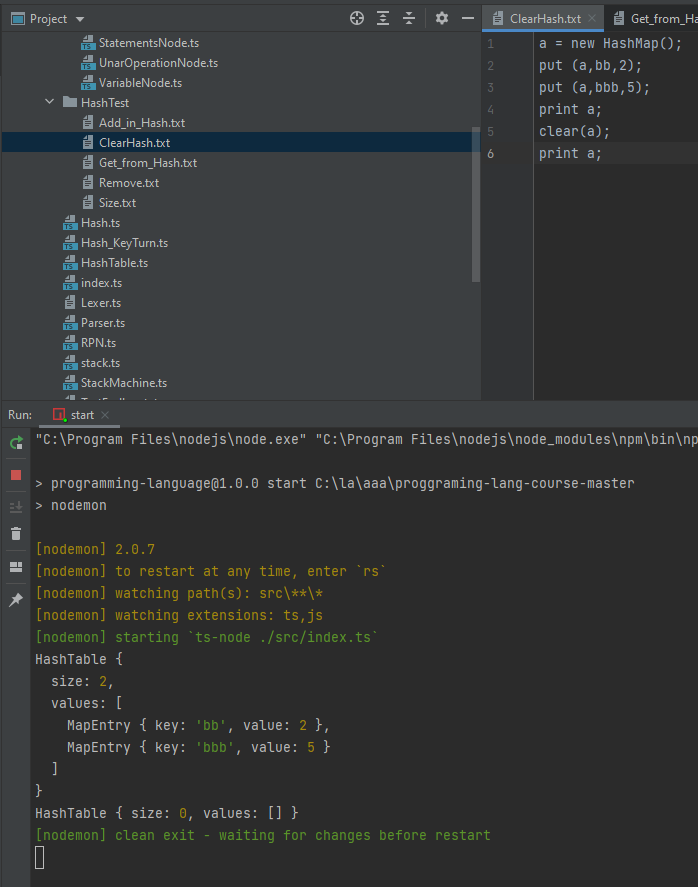 Project
StatementsNode.ts
UnarOperationNode.ts
VariableNode.ts
HashTest
Add_in_Hash.txt
ClearHash.txt
Get_from_Hash.txt
Remove.txt
Size.txt
Hash.ts
Hash_KeyTurn.ts
HashTable.ts
index.ts
Lexer.ts
Parser.ts
RPN.ts
stack.ts
StackMachine.ts
ClearHash.txt
Get_from_Ha
1 a = new HashMap();
2 put (a,bb,2);
3 put (a,bbb,5);
4 print a;
5 clear(a);
6 print a;
Run: start
"C:\Program Files\nodejs\node.exe" "C:\Program Files\nodejs\node_modules\npm\bin\np
> programming-language@1.0.0 start C:\la\aaa\proggraming-lang-course-master
> nodemon
[nodemon] 2.0.7
[nodemon] to restart at any time, enter `rs`
[nodemon] watching path(s): src\**\*
[nodemon] watching extensions: ts,js
[nodemon] starting `ts-node ./src/index.ts`
HashTable {
size: 2,
values: [
MapEntry { key: 'bb', value: 2 },
MapEntry { key: 'bbb', value: 5 }
]
}
HashTable { size: 0, values: [] }
[nodemon] clean exit - waiting for changes before restart